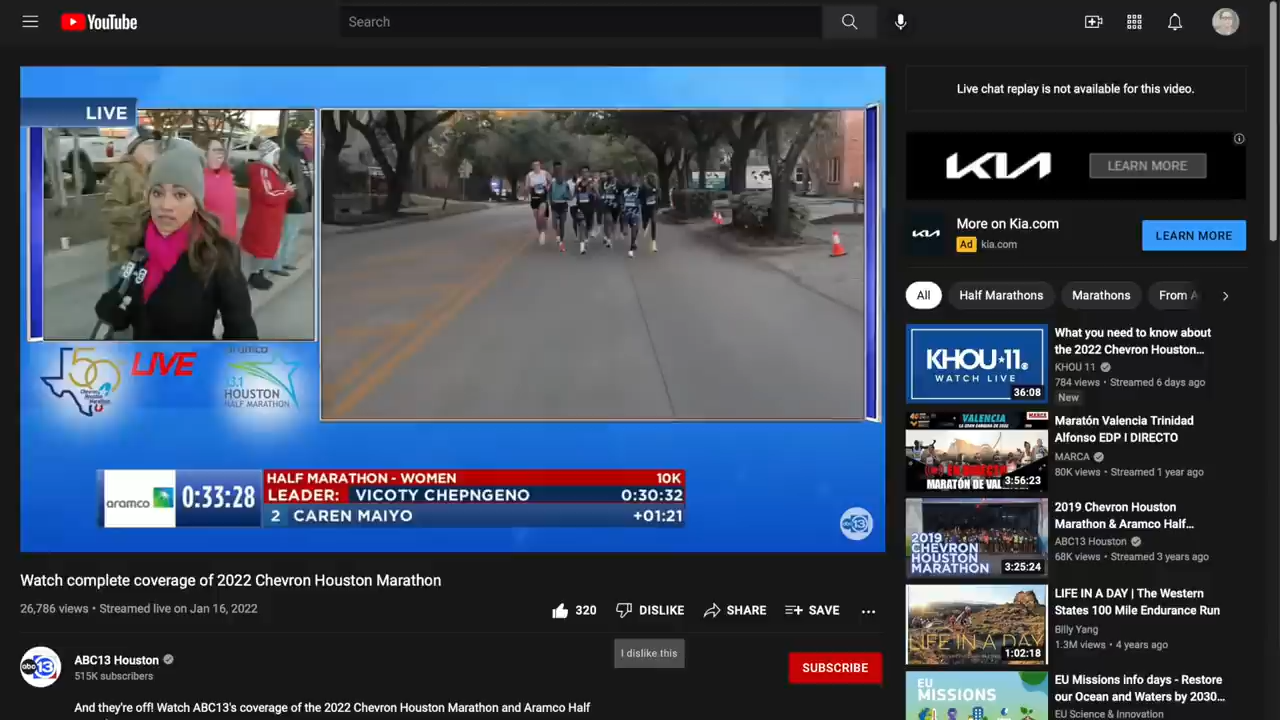 YouTube
Search
LIVE
50
LIVE
aramco
13.1
HOUSTON
HALF MARATHON
aramco
0:33:28
HALF MARATHON - WOMEN 10K
LEADER: VICOTY CHEPNGENO 0:30:32
2 CAREN MAIYO +01:21
abc13
Watch complete coverage of 2022 Chevron Houston Marathon
26,786 views • Streamed live on Jan 16, 2022
320 DISLIKE SHARE SAVE
I dislike this
abc13
ABC13 Houston
515K subscribers
SUBSCRIBE
And they're off! Watch ABC13's coverage of the 2022 Chevron Houston Marathon and Aramco Half
Live chat replay is not available for this video.
KIA LEARN MORE
KIA
More on Kia.com
Ad kia.com
LEARN MORE
All Half Marathons Marathons From A
KHOU★11®
WATCH LIVE
36:08
What you need to know about
the 2022 Chevron Houston...
KHOU 11
784 views • Streamed 6 days ago
New
VALENCIA
MARCA
EN DIRECTO
MARATÓN DE VAL
3:56:23
Maratón Valencia Trinidad
Alfonso EDP I DIRECTO
MARCA
80K views • Streamed 1 year ago
2019
CHEVRON
HOUSTON
MARATHON
3:25:24
2019 Chevron Houston
Marathon & Aramco Half...
ABC13 Houston
68K views • Streamed 3 years ago
LIFE IN A DAY
1:02:18
LIFE IN A DAY | The Western
States 100 Mile Endurance Run
Billy Yang
1.3M views • 4 years ago
EU
MISSIONS
EU Missions info days - Restore
our Ocean and Waters by 2030...
EU Science & Innovation